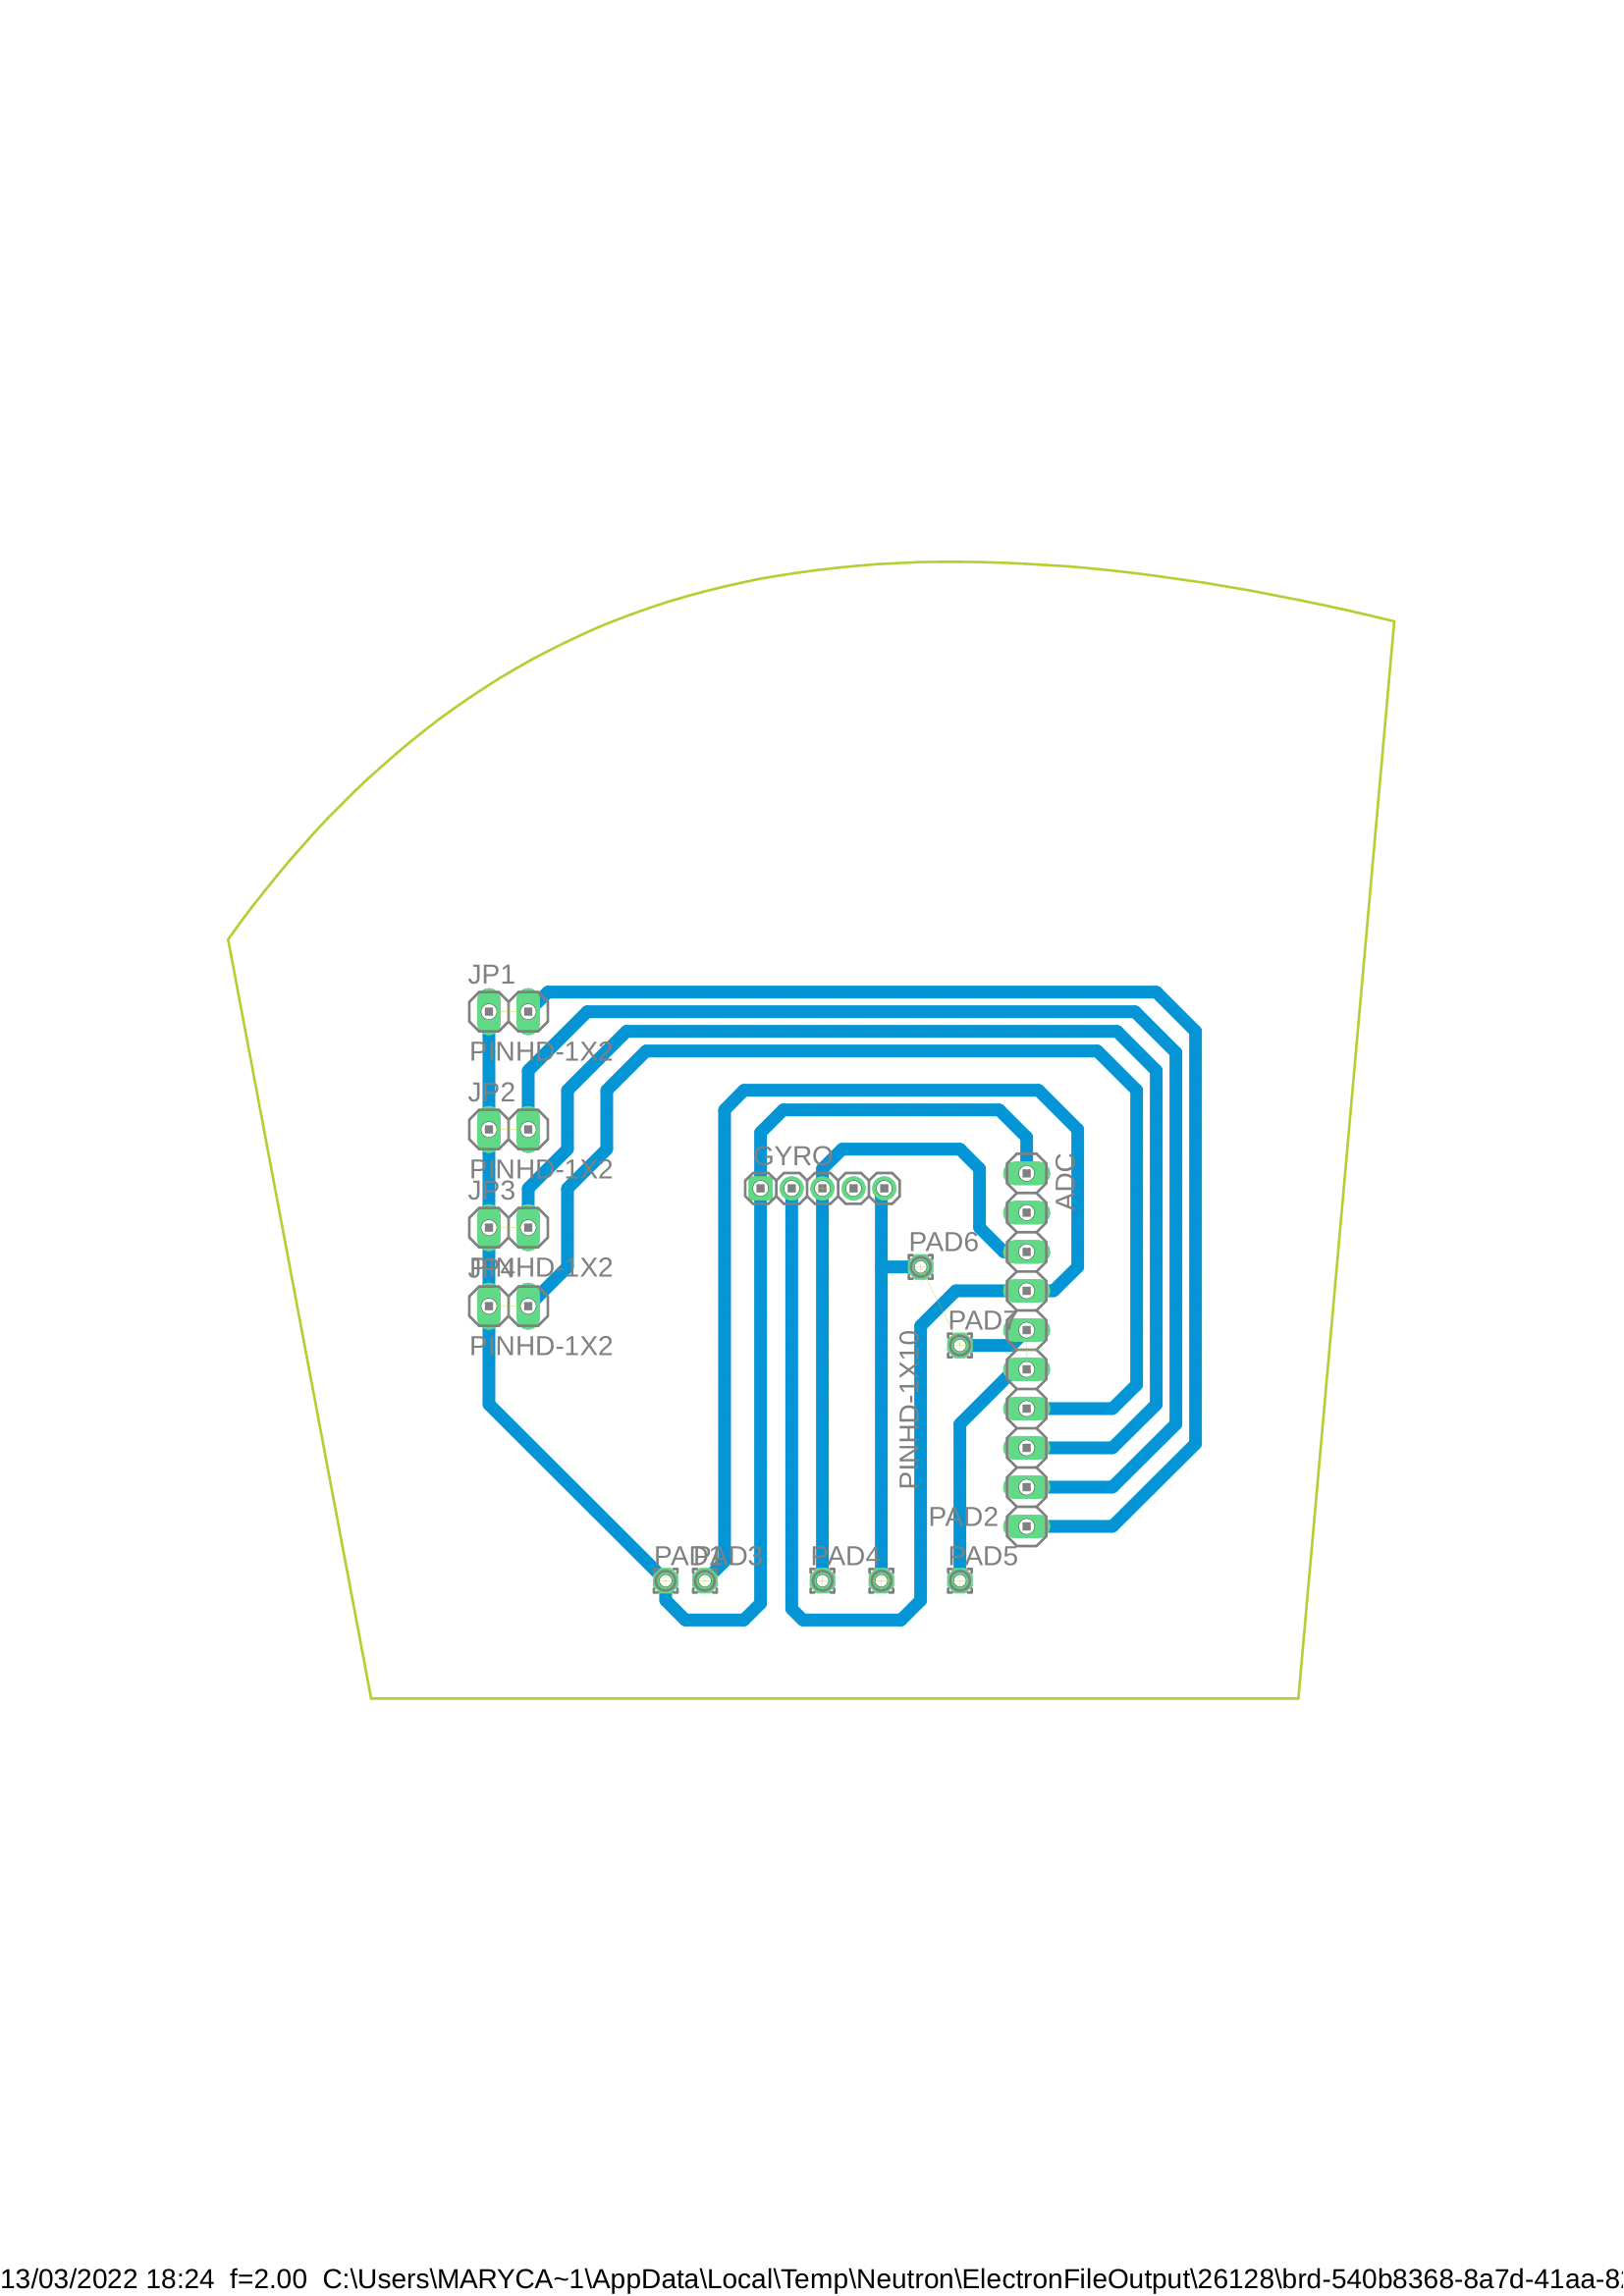 JP1
PINHD-1X2
JP2
PINHD-1X2
GYRO
ADC
JP3
PAD6
JP4
PINHD-1X2
PAD7
PINHD-1X2
PINHD-1X10
PAD2
PAD1
PAD3
PAD4
PAD5
13/03/2022 18:24 f=2.00 C:\Users\MARYCA~1\AppData\Local\Temp\Neutron\ElectronFileOutput\26128\brd-540b8368-8a7d-41aa-8